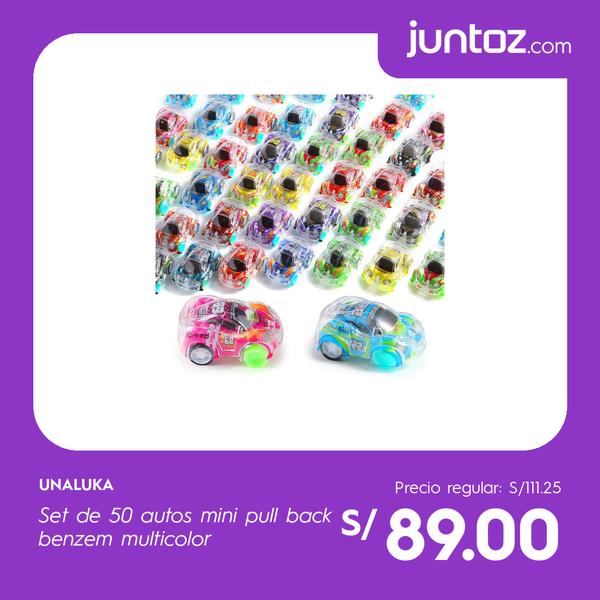 juntoz.com
UNALUKA
Precio regular: S/111.25
Set de 50 autos mini pull back
benzem multicolor
S/ 89.00